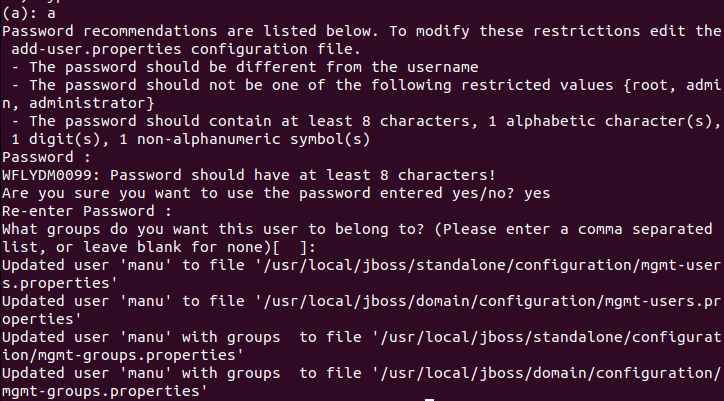 (a): a
Password recommendations are listed below. To modify these restrictions edit the
 add-user.properties configuration file.
 - The password should be different from the username
 - The password should not be one of the following restricted values {root, admi
n, administrator}
 - The password should contain at least 8 characters, 1 alphabetic character(s),
 1 digit(s), 1 non-alphanumeric symbol(s)
Password :
WFLYDM0099: Password should have at least 8 characters!
Are you sure you want to use the password entered yes/no? yes
Re-enter Password :
What groups do you want this user to belong to? (Please enter a comma separated
list, or leave blank for none)[  ]:
Updated user 'manu' to file '/usr/local/jboss/standalone/configuration/mgmt-user
s.properties'
Updated user 'manu' to file '/usr/local/jboss/domain/configuration/mgmt-users.pr
operties'
Updated user 'manu' with groups  to file '/usr/local/jboss/standalone/configurat
ion/mgmt-groups.properties'
Updated user 'manu' with groups  to file '/usr/local/jboss/domain/configuration/
mgmt-groups.properties'